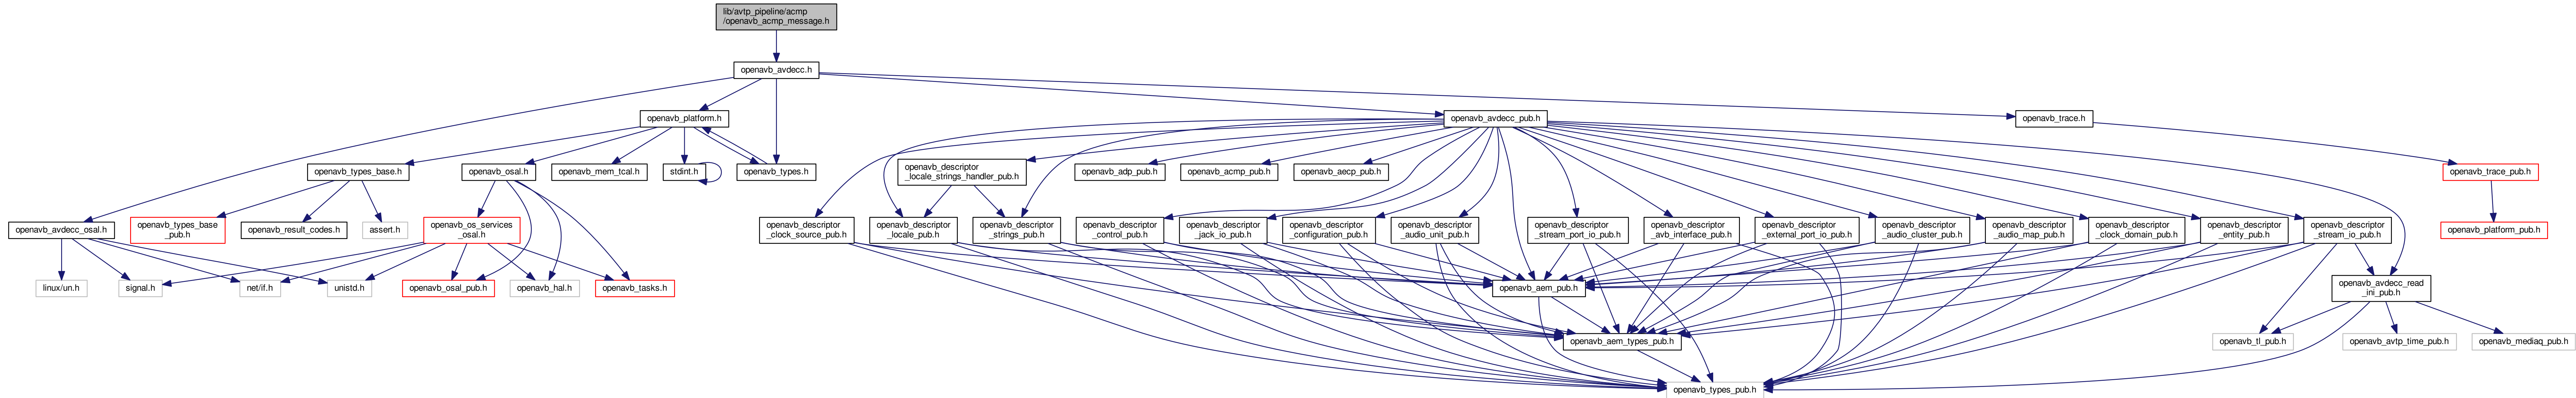 lib/avtp_pipeline/acmp
/openavb_acmp_message.h
openavb_avdecc.h
openavb_platform.h
openavb_avdecc_pub.h
openavb_trace.h
openavb_types_base.h
openavb_osal.h
openavb_mem_tcal.h
stdint.h
openavb_types.h
openavb_descriptor
_locale_strings_handler_pub.h
openavb_adp_pub.h
openavb_acmp_pub.h
openavb_aecp_pub.h
openavb_trace_pub.h
openavb_avdecc_osal.h
openavb_types_base
_pub.h
openavb_result_codes.h
assert.h
openavb_os_services
_osal.h
openavb_descriptor
_clock_source_pub.h
openavb_descriptor
_locale_pub.h
openavb_descriptor
_strings_pub.h
openavb_descriptor
_control_pub.h
openavb_descriptor
_jack_io_pub.h
openavb_descriptor
_configuration_pub.h
openavb_descriptor
_audio_unit_pub.h
openavb_descriptor
_stream_port_io_pub.h
openavb_descriptor
_avb_interface_pub.h
openavb_descriptor
_external_port_io_pub.h
openavb_descriptor
_audio_cluster_pub.h
openavb_descriptor
_audio_map_pub.h
openavb_descriptor
_clock_domain_pub.h
openavb_descriptor
_entity_pub.h
openavb_descriptor
_stream_io_pub.h
openavb_platform_pub.h
linux/un.h
signal.h
net/if.h
unistd.h
openavb_osal_pub.h
openavb_hal.h
openavb_tasks.h
openavb_aem_pub.h
openavb_avdecc_read
_ini_pub.h
openavb_aem_types_pub.h
openavb_tl_pub.h
openavb_avtp_time_pub.h
openavb_mediaq_pub.h
openavb_types_pub.h